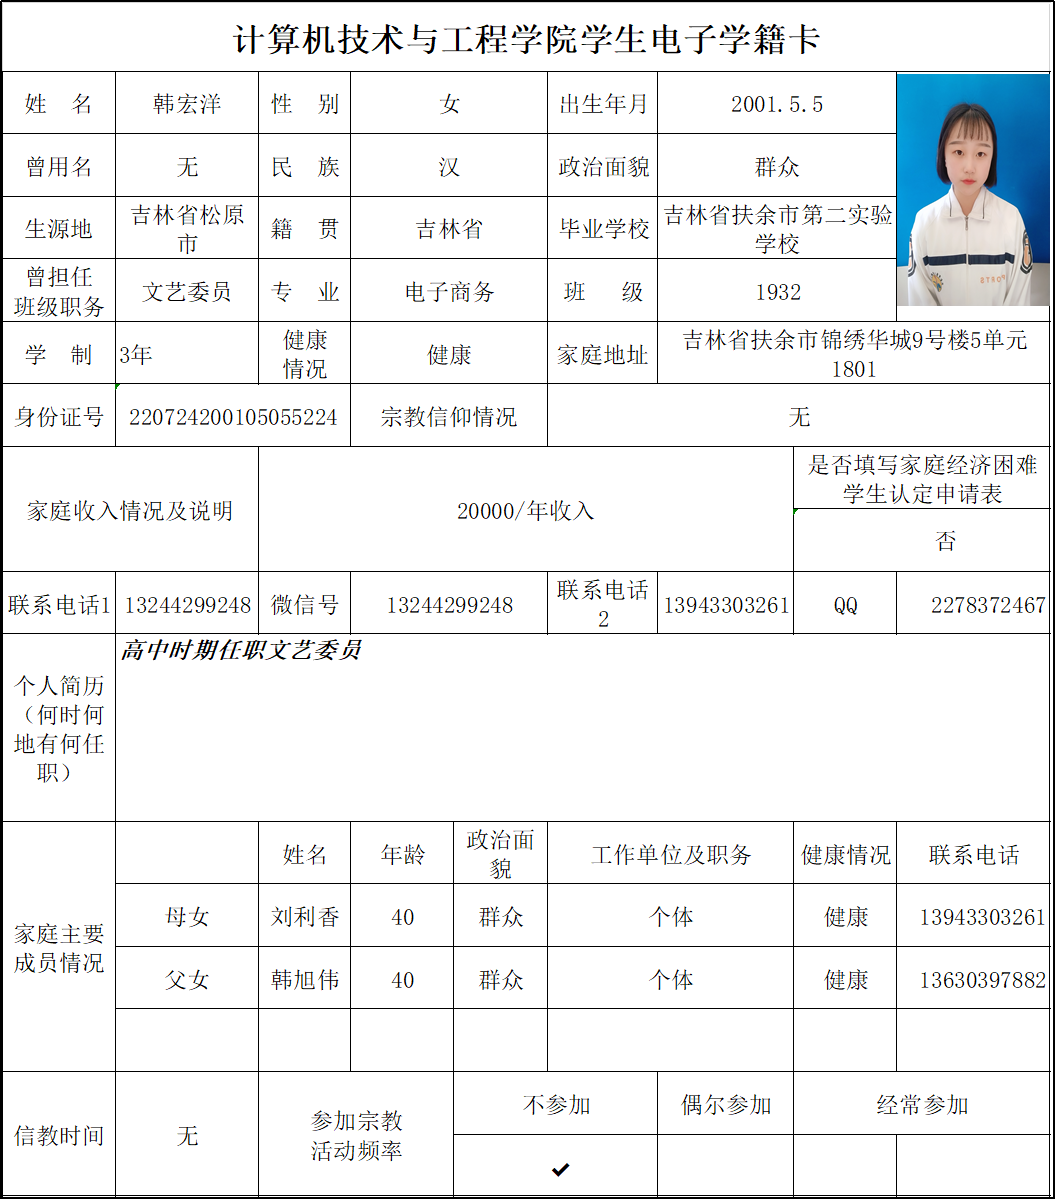 计算机技术与工程学院学生电子学籍卡
姓 名 韩宏洋 性 别 女 出生年月 2001.5.5
曾用名 无 民 族 汉 政治面貌 群众
生源地 吉林省松原市 籍 贯 吉林省 毕业学校 吉林省扶余市第二实验学校
曾担任班级职务 文艺委员 专 业 电子商务 班 级 1932
学 制 3年 健康情况 健康 家庭地址 吉林省扶余市锦绣华城9号楼5单元1801
身份证号 220724200105055224 宗教信仰情况 无
家庭收入情况及说明 20000/年收入 是否填写家庭经济困难学生认定申请表
否
联系电话1 13244299248 微信号 13244299248 联系电话2 13943303261 QQ 2278372467
个人简历（何时何地有何任职） 高中时期任职文艺委员
家庭主要成员情况 姓名 年龄 政治面貌 工作单位及职务 健康情况 联系电话
母女 刘利香 40 群众 个体 健康 13943303261
父女 韩旭伟 40 群众 个体 健康 13630397882
信教时间 无 参加宗教活动频率 不参加 偶尔参加 经常参加
✔